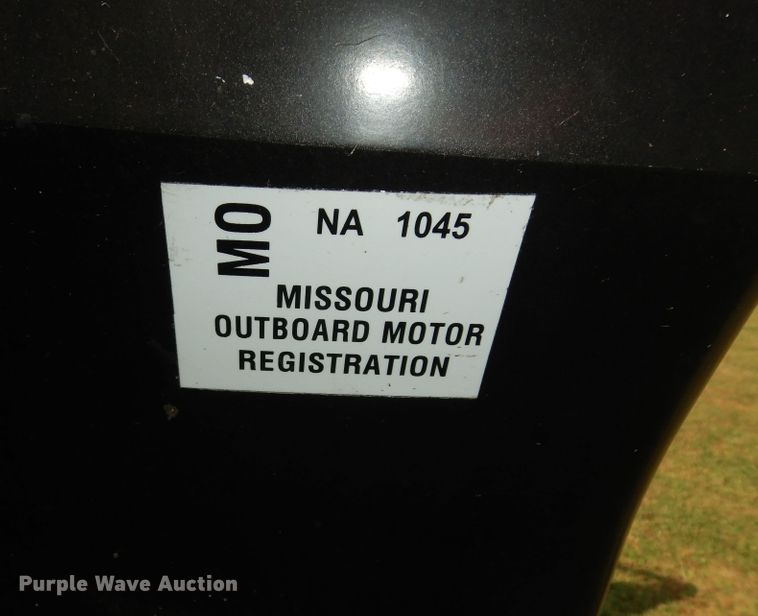 MO
NA 1045
MISSOURI
OUTBOARD MOTOR
REGISTRATION
Purple Wave Auction